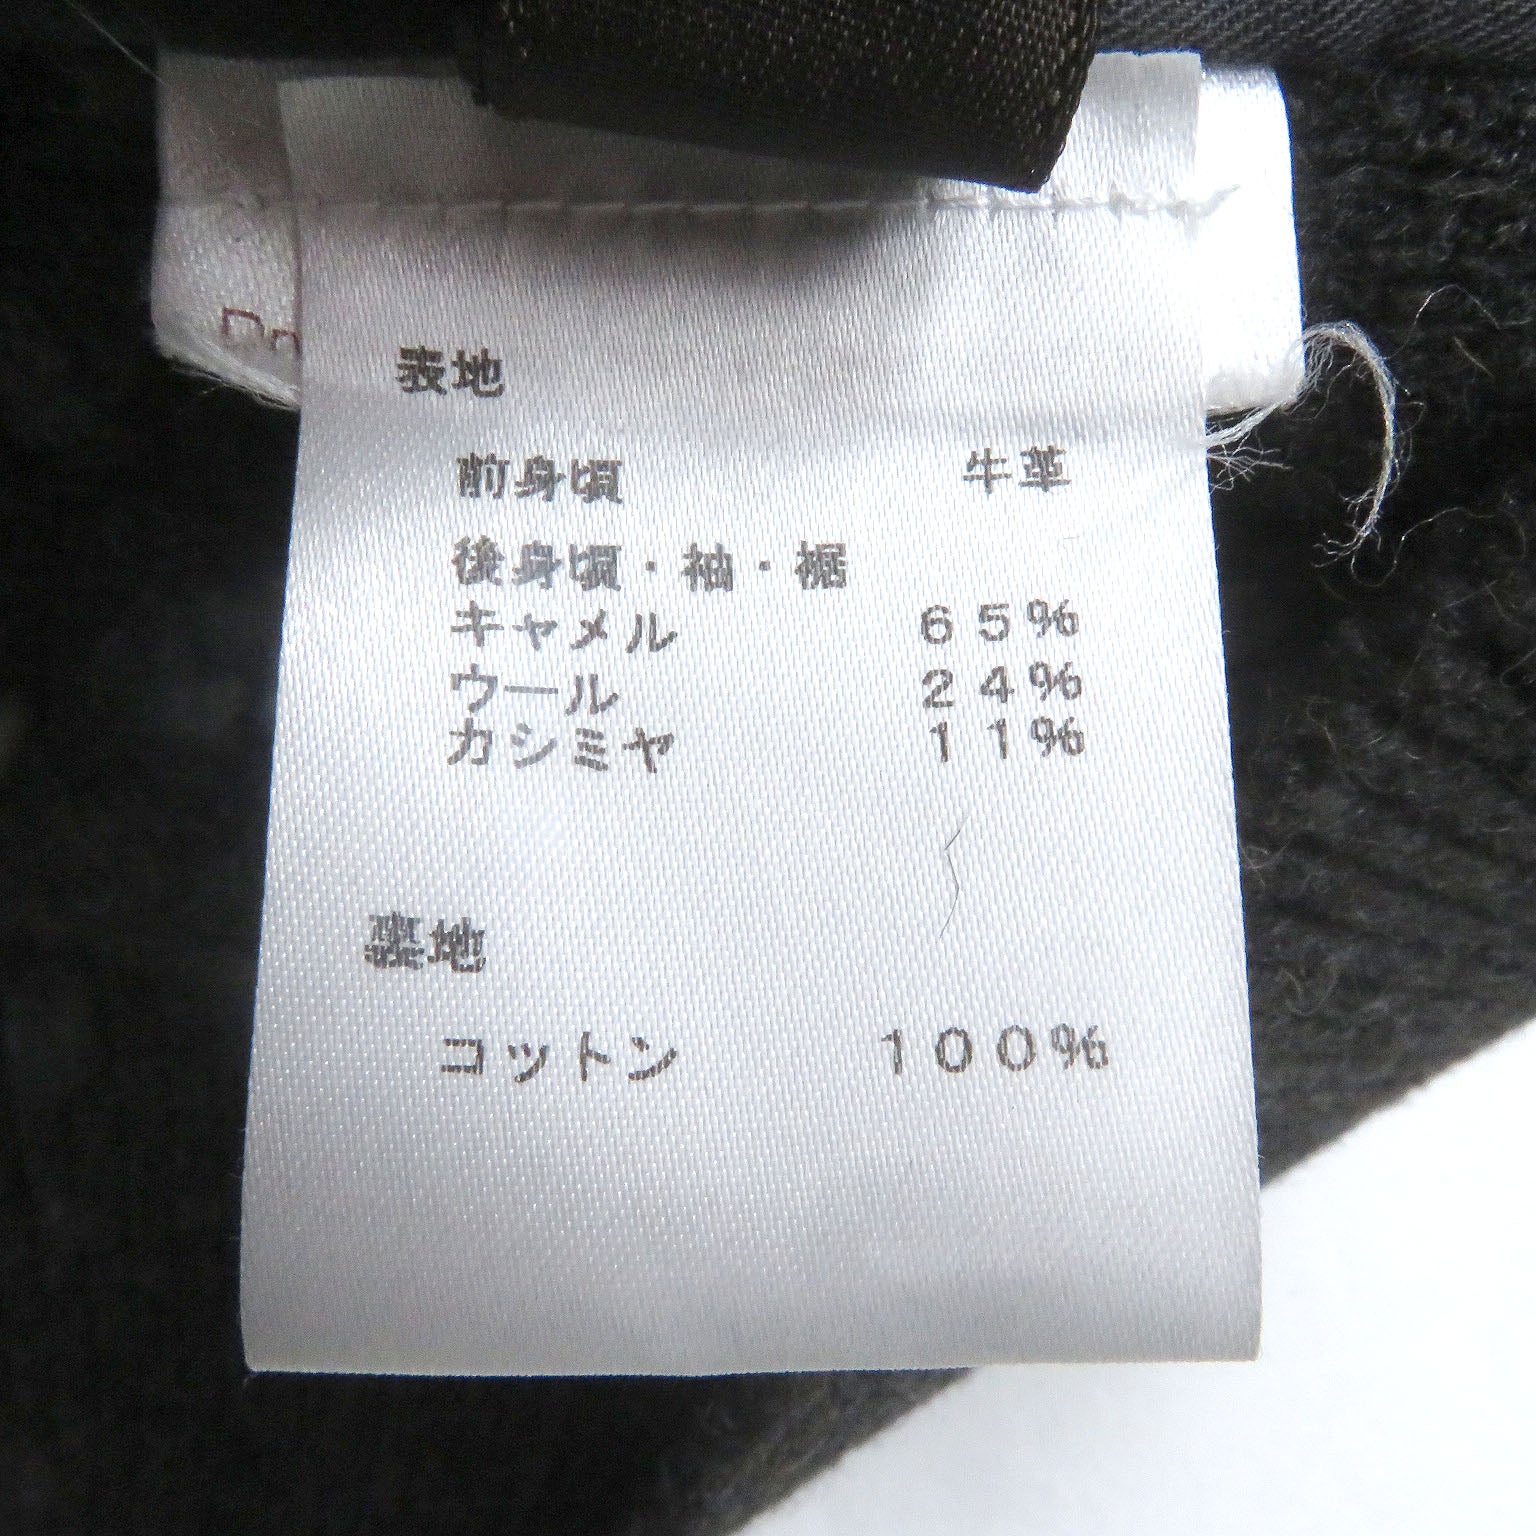 表地
前身頃 牛革
後身頃・袖・裾
キャメル 65%
ウール 24%
カシミヤ 11%
裏地
コットン 100%